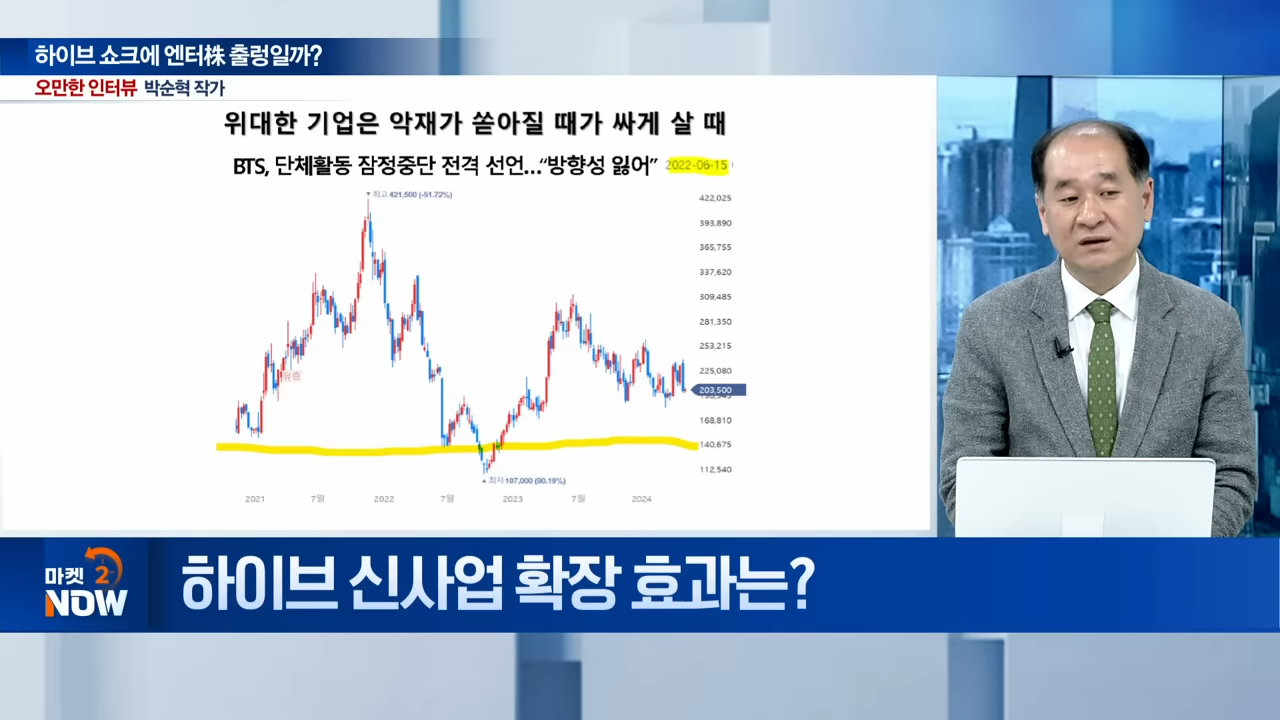 하이브 쇼크에 엔터株 출렁일까?
오만한 인터뷰 박순혁 작가
위대한 기업은 악재가 쏟아질 때가 싸게 살 때
BTS, 단체활동 잠정중단 전격 선언...“방향성 잃어” 2022-06-15
최고 421,500 (-51.72%)
422,025
393,890
365,755
337,620
309,485
281,350
253,215
225,080
203,500
168,810
140,675
112,540
유증
최저 107,000 (90.19%)
2021 7월 2022 7월 2023 7월 2024
마켓 2
NOW
하이브 신사업 확장 효과는?